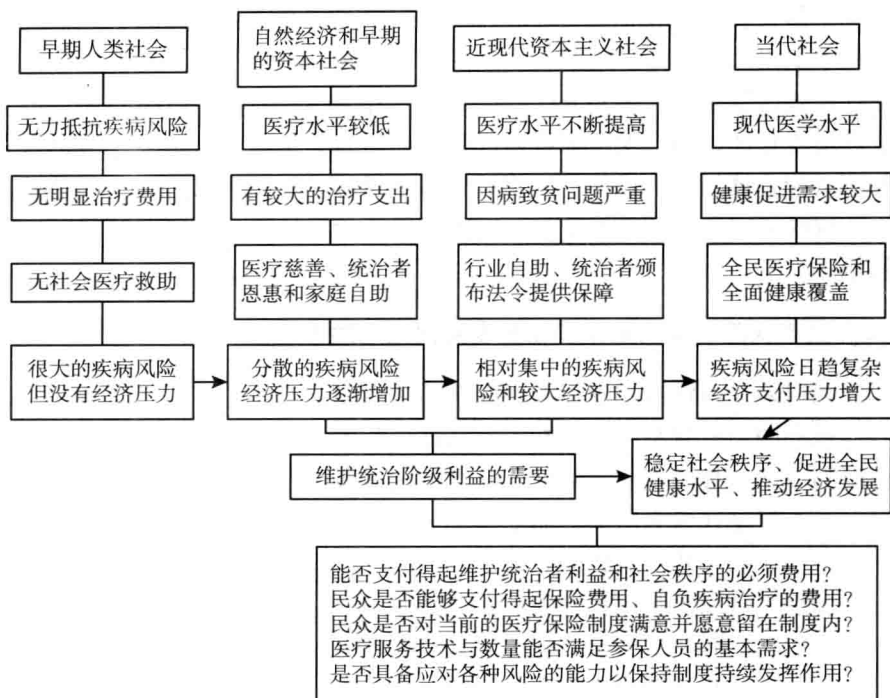 早期人类社会
自然经济和早期
的资本社会
近现代资本主义社会
当代社会
无力抵抗疾病风险
医疗水平较低
医疗水平不断提高
现代医学水平
无明显治疗费用
有较大的治疗支出
因病致贫问题严重
健康促进需求较大
无社会医疗救助
医疗慈善、统治者
恩惠和家庭自助
行业自助、统治者颁
布法令提供保障
全民医疗保险和
全面健康覆盖
很大的疾病风险
但没有经济压力
分散的疾病风险
经济压力逐渐增加
相对集中的疾病风
险和较大经济压力
疾病风险日趋复杂
经济支付压力增大
维护统治阶级利益的需要
稳定社会秩序、促进全民
健康水平、推动经济发展
能否支付得起维护统治者利益和社会秩序的必须费用?
民众是否能够支付得起保险费用、自负疾病治疗的费用?
民众是否对当前的医疗保险制度满意并愿意留在制度内?
医疗服务技术与数量能否满足参保人员的基本需求?
是否具备应对各种风险的能力以保持制度持续发挥作用?